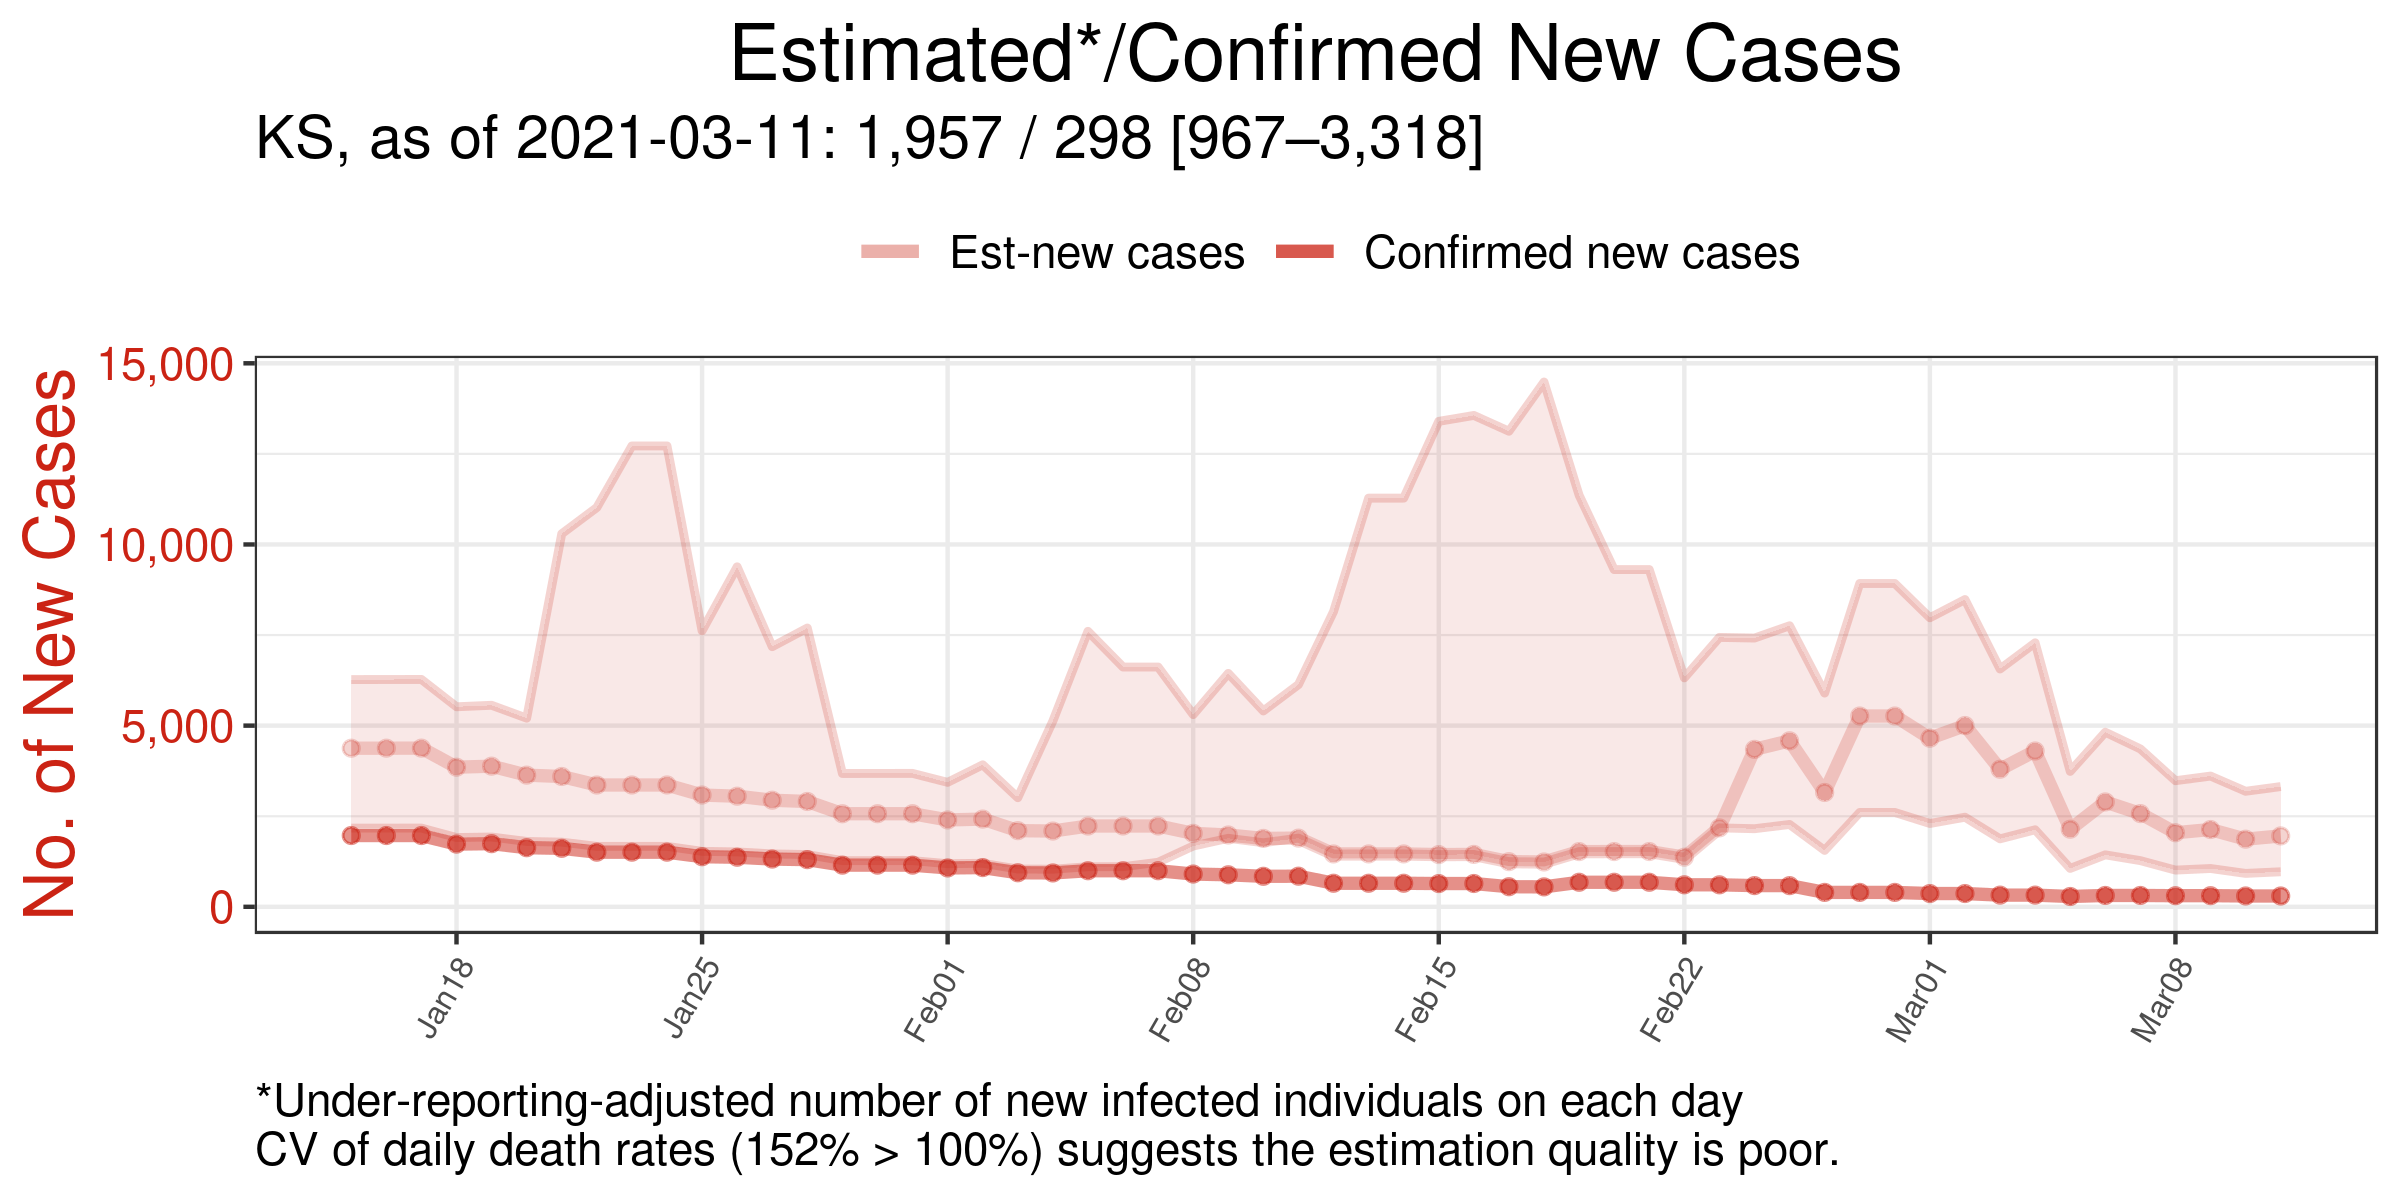 Estimated*/Confirmed New Cases
KS, as of 2021-03-11: 1,957 / 298 [967–3,318]
Est-new cases
Confirmed new cases
No. of New Cases
15,000
10,000
5,000
0
Jan18
Jan25
Feb01
Feb08
Feb15
Feb22
Mar01
Mar08
*Under-reporting-adjusted number of new infected individuals on each day
CV of daily death rates (152% > 100%) suggests the estimation quality is poor.